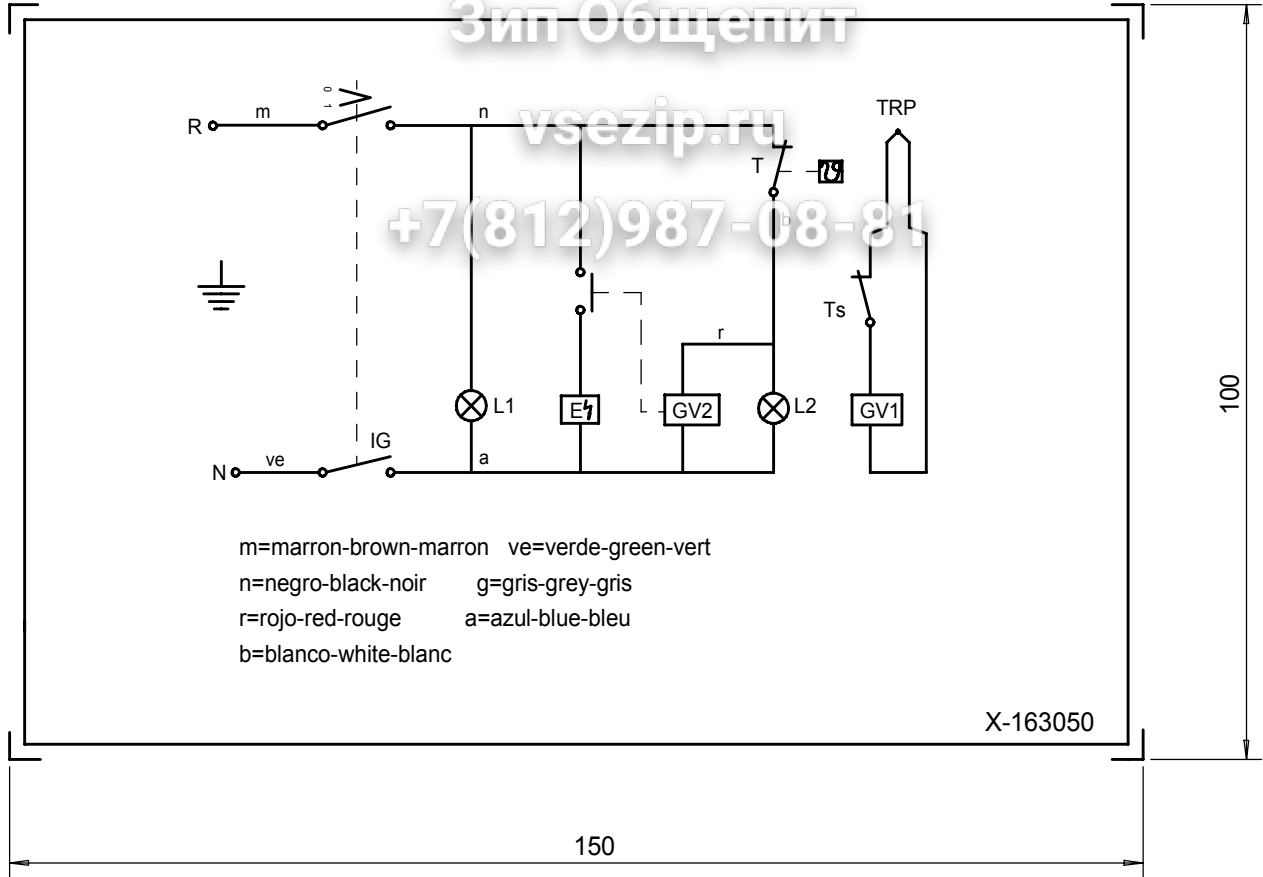 Зип Общепит
vsezip.ru
+7(812)987-08-81
0 1
R m n TRP
T
b
Ts
r
L1 E GV2 L2 GV1
IG
N ve a
100
m=marron-brown-marron ve=verde-green-vert
n=negro-black-noir g=gris-grey-gris
r=rojo-red-rouge a=azul-blue-bleu
b=blanco-white-blanc
X-163050
150